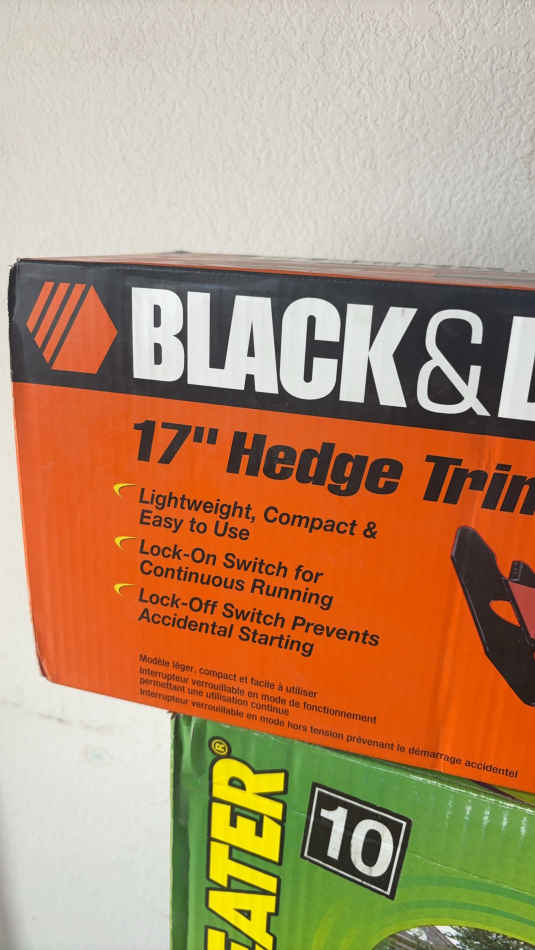 BLACK&
17" Hedge
Lightweight, Compact &
Easy to Use
Lock-On Switch for
Continuous Running
Lock-Off Switch Prevents
Accidental Starting
Modèle léger, compact et facile à utiliser
Interrupteur verrouillable en mode de fonctionnement
permettant une utilisation continue
Interrupteur verrouillable en mode hors tension prévenant le démarrage accidentel
EATER®
10